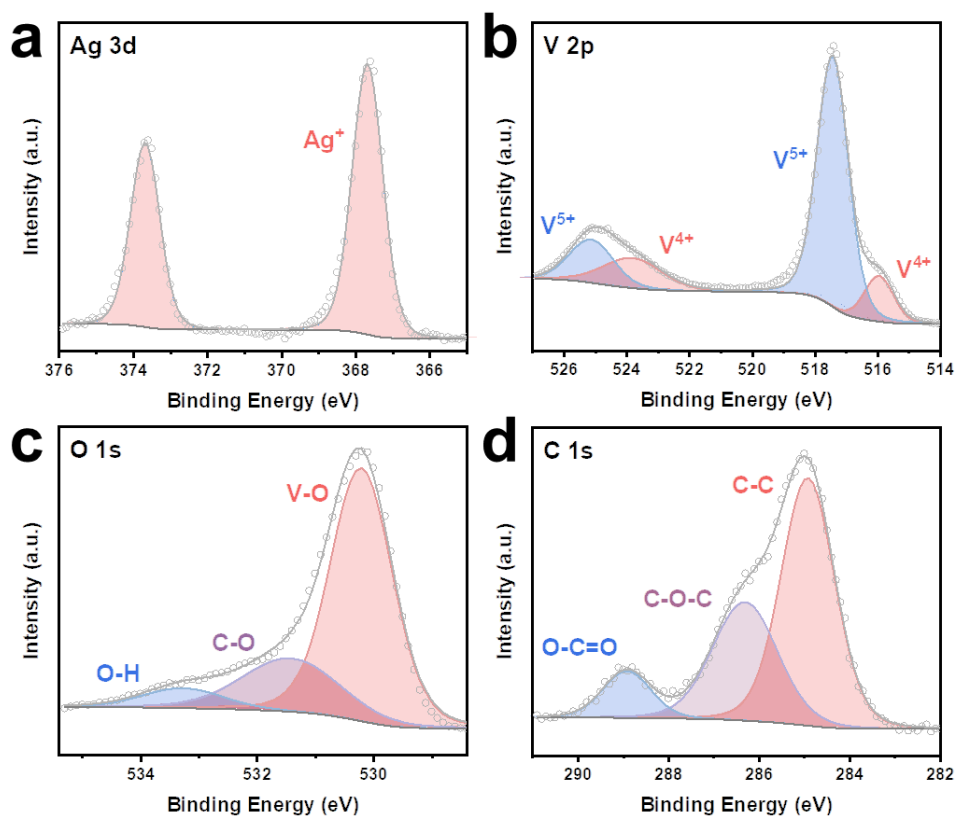 a
Ag 3d
Ag⁺
Intensity (a.u.)
376 374 372 370 368 366
Binding Energy (eV)
b
V 2p
V⁵⁺
V⁵⁺
V⁴⁺
V⁴⁺
Intensity (a.u.)
526 524 522 520 518 516 514
Binding Energy (eV)
c
O 1s
V-O
C-O
O-H
Intensity (a.u.)
534 532 530
Binding Energy (eV)
d
C 1s
C-C
C-O-C
O-C=O
Intensity (a.u.)
290 288 286 284 282
Binding Energy (eV)